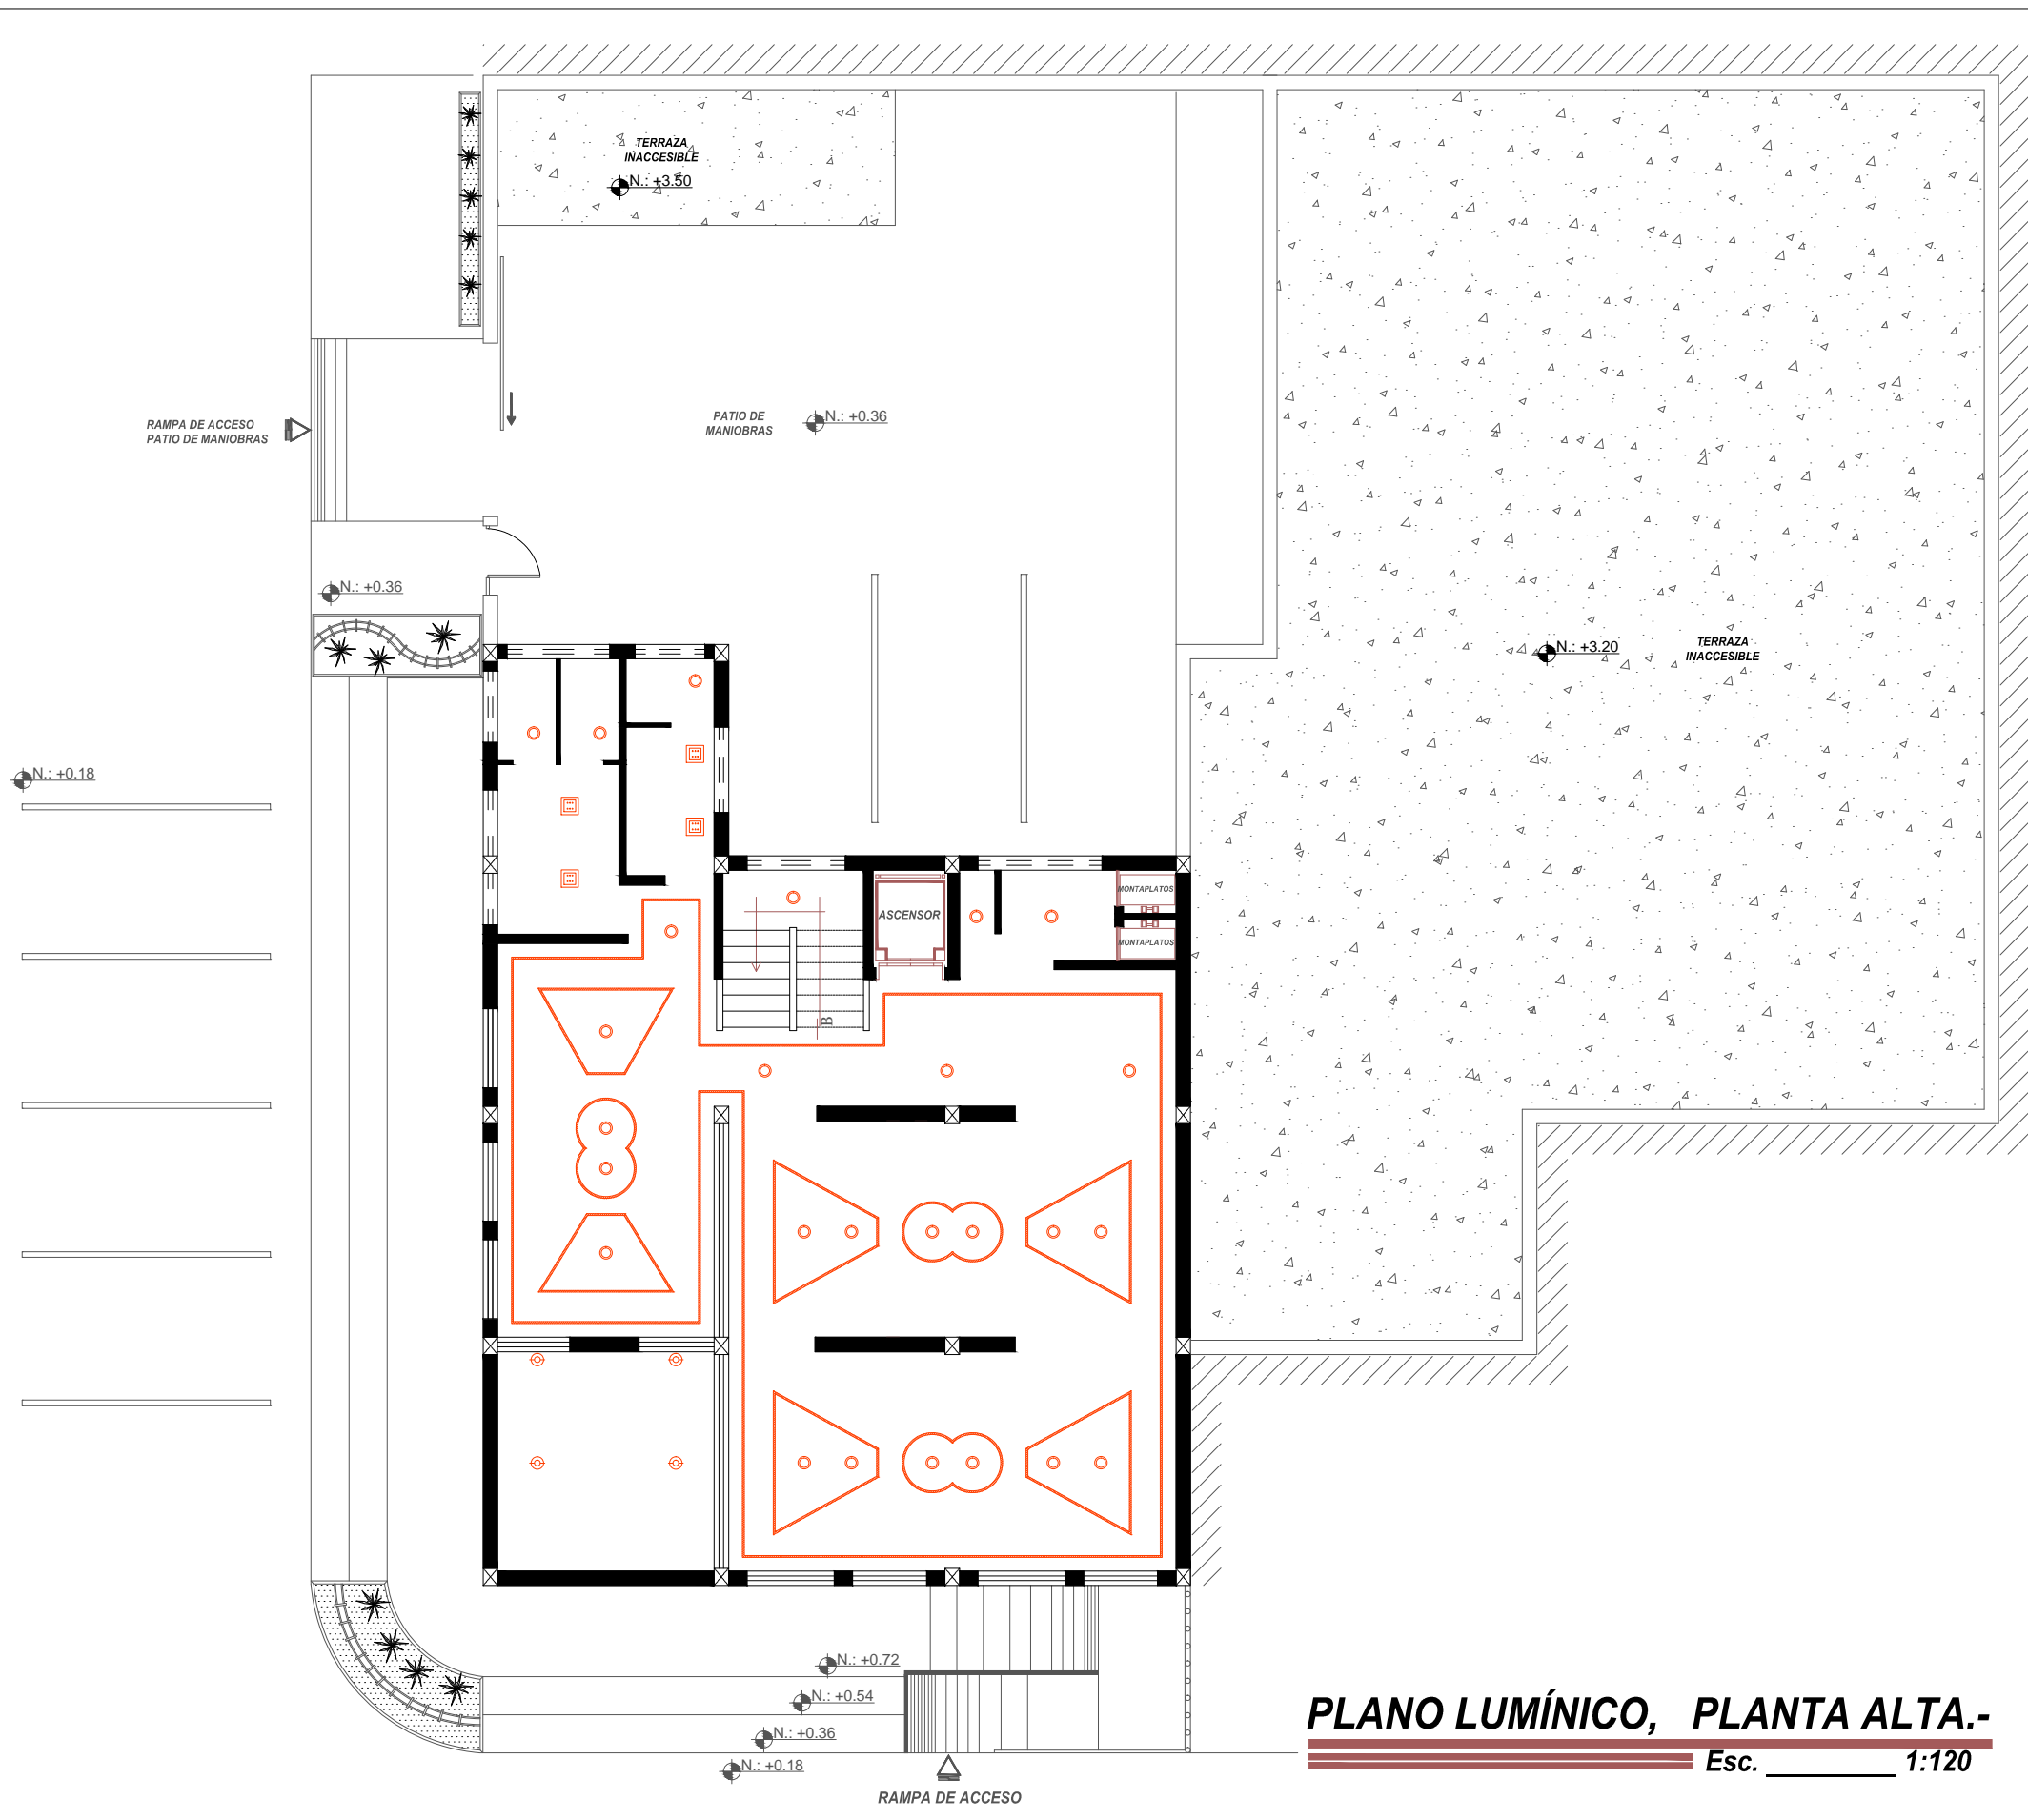 TERRAZA
INACCESIBLE
N.: +3.50
RAMPA DE ACCESO
PATIO DE MANIOBRAS
PATIO DE
MANIOBRAS
N.: +0.36
N.: +0.36
N.: +3.20
TERRAZA
INACCESIBLE
N.: +0.18
MONTAPLATOS
ASCENSOR
MONTAPLATOS
B
N.: +0.72
N.: +0.54
N.: +0.36
N.: +0.18
RAMPA DE ACCESO
PLANO LUMÍNICO, PLANTA ALTA.-
Esc. 1:120